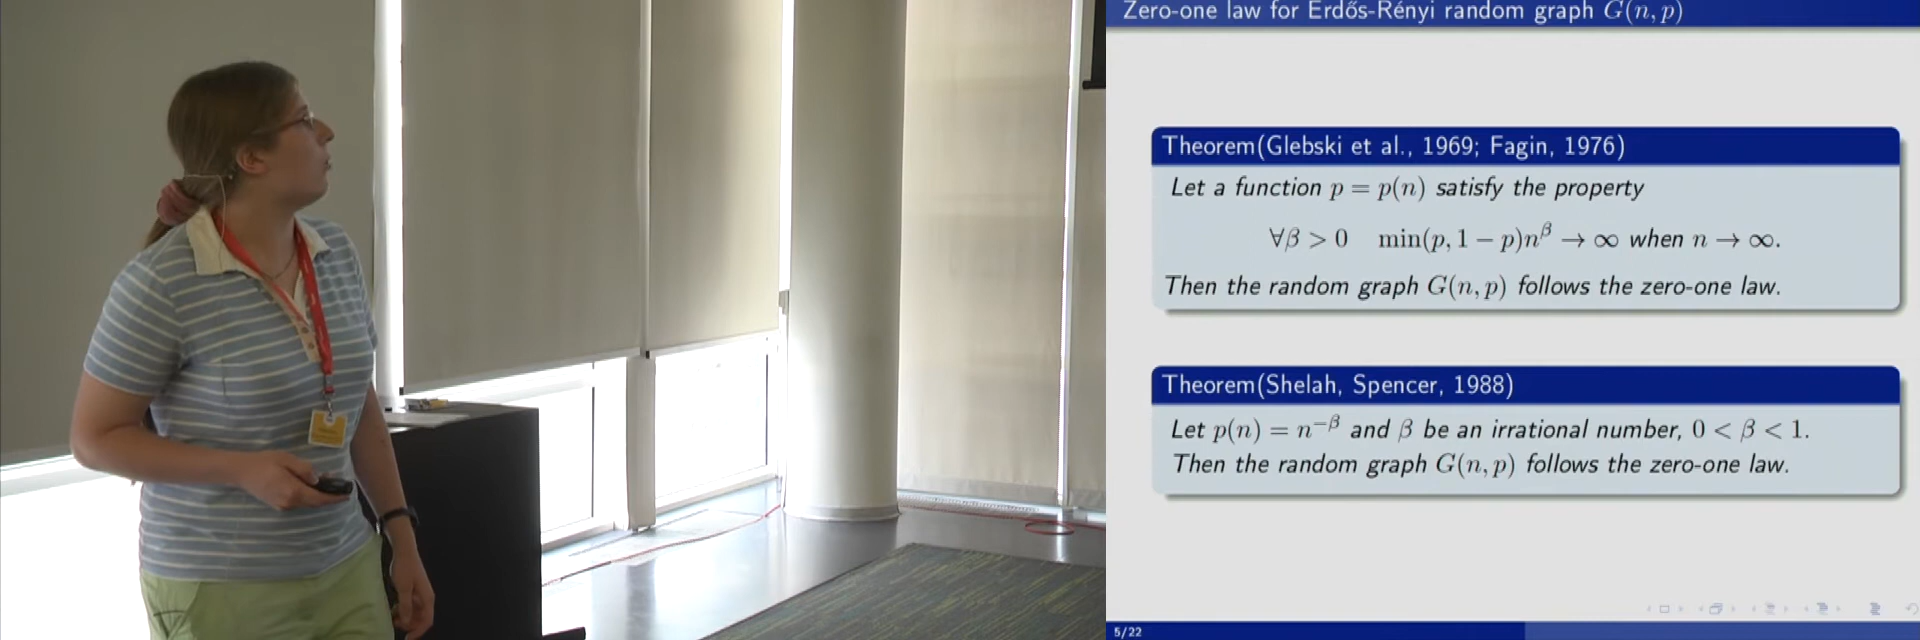 Zero-one law for Erdős-Rényi random graph G(n, p)
Theorem(Glebski et al., 1969; Fagin, 1976)
Let a function p = p(n) satisfy the property
∀β > 0 min(p, 1 − p)n^β → ∞ when n → ∞.
Then the random graph G(n, p) follows the zero-one law.
Theorem(Shelah, Spencer, 1988)
Let p(n) = n^−β and β be an irrational number, 0 < β < 1.
Then the random graph G(n, p) follows the zero-one law.
5/22